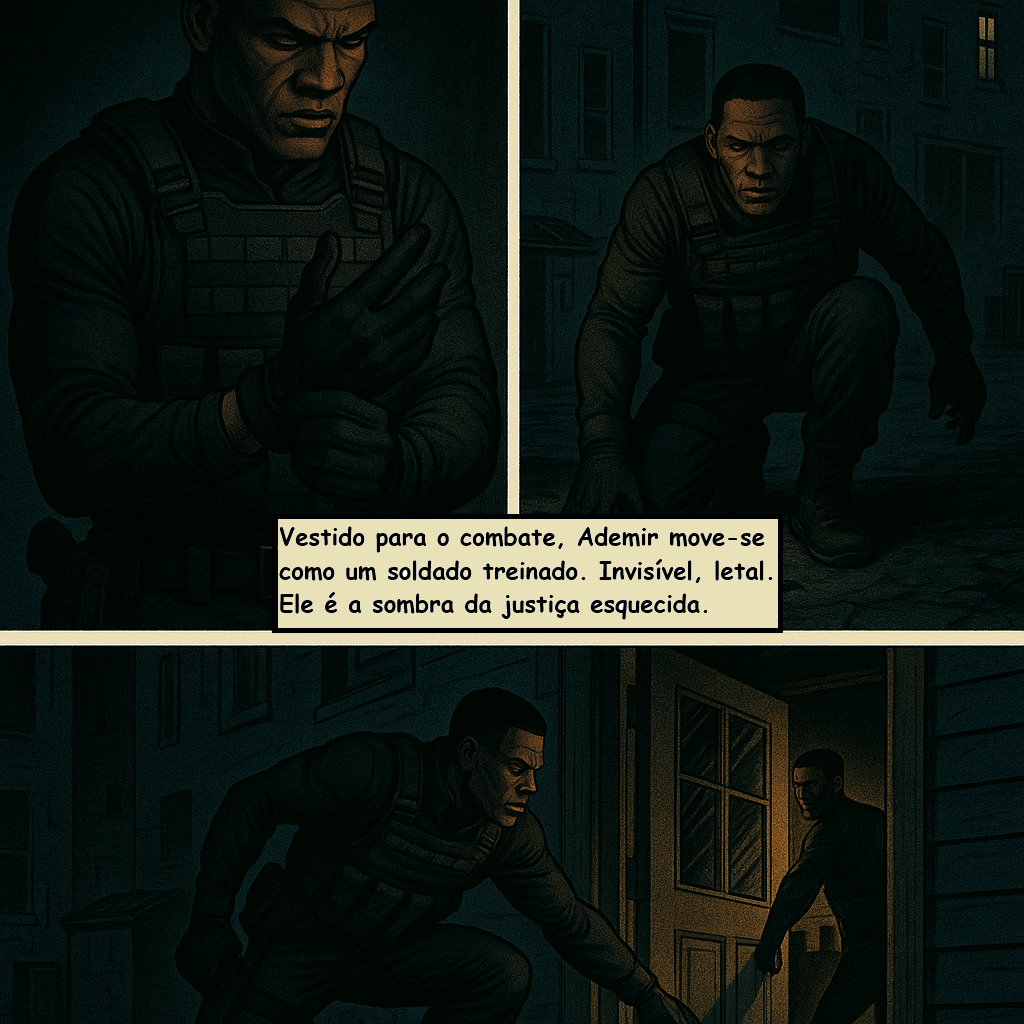 Vestido para o combate, Ademir move-se
como um soldado treinado. Invisível, letal.
Ele é a sombra da justiça esquecida.